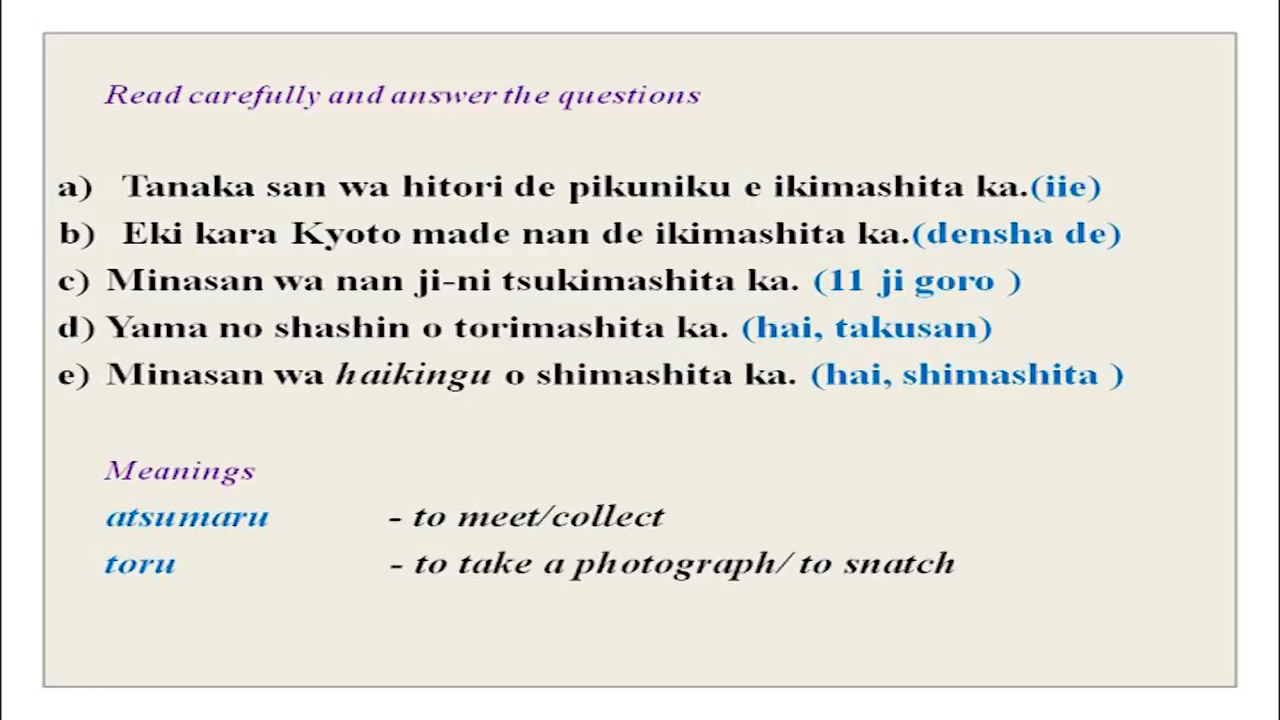 Read carefully and answer the questions
a) Tanaka san wa hitori de pikuniku e ikimashita ka.(iie)
b) Eki kara Kyoto made nan de ikimashita ka.(densha de)
c) Minasan wa nan ji-ni tsukimashita ka. (11 ji goro )
d) Yama no shashin o torimashita ka. (hai, takusan)
e) Minasan wa haikingu o shimashita ka. (hai, shimashita )
Meanings
atsumaru - to meet/collect
toru - to take a photograph/ to snatch